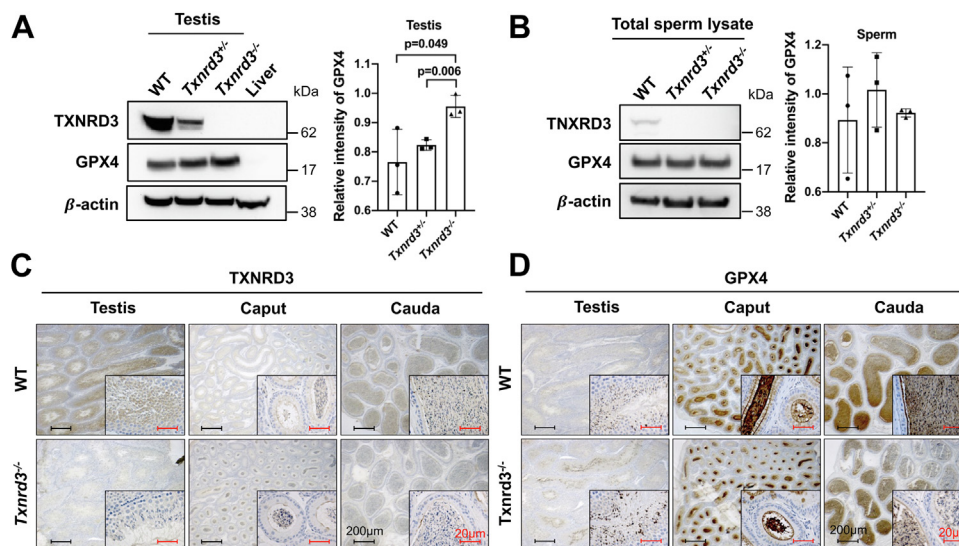 A
Testis
WT
Txnrd3+/-
Txnrd3-/-
Liver
kDa
TXNRD3
62
GPX4
17
β-actin
38
Testis
p=0.049
p=0.006
Relative intensity of GPX4
1.1
1.0
0.9
0.8
0.7
0.6
WT
Txnrd3+/-
Txnrd3-/-
B
Total sperm lysate
WT
Txnrd3+/-
Txnrd3-/-
kDa
TNXRD3
62
GPX4
17
β-actin
38
Sperm
Relative intensity of GPX4
1.2
1.0
0.8
0.6
WT
Txnrd3+/-
Txnrd3-/-
C
TXNRD3
Testis Caput Cauda
WT
Txnrd3-/-
200µm
20µm
D
GPX4
Testis Caput Cauda
WT
Txnrd3-/-
200µm
20µm